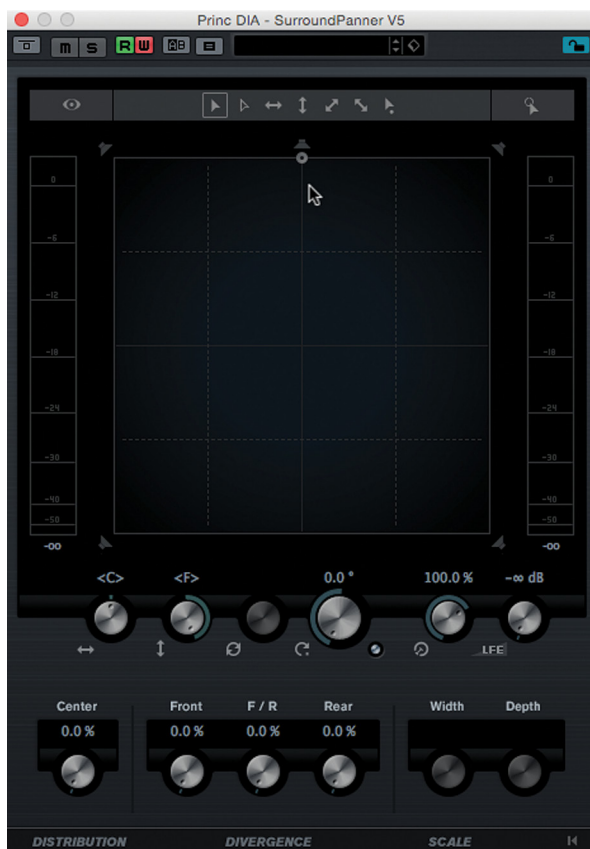 Princ DIA - SurroundPanner V5
m S R W AB
0 0
-6 -6
-12 -12
-18 -18
-24 -24
-30 -30
-40 -40
-50 -50
-oo -oo
<C> <F> 0.0 ° 100.0 % -∞ dB
LFE
Center Front F / R Rear Width Depth
0.0 % 0.0 % 0.0 % 0.0 %
DISTRIBUTION DIVERGENCE SCALE